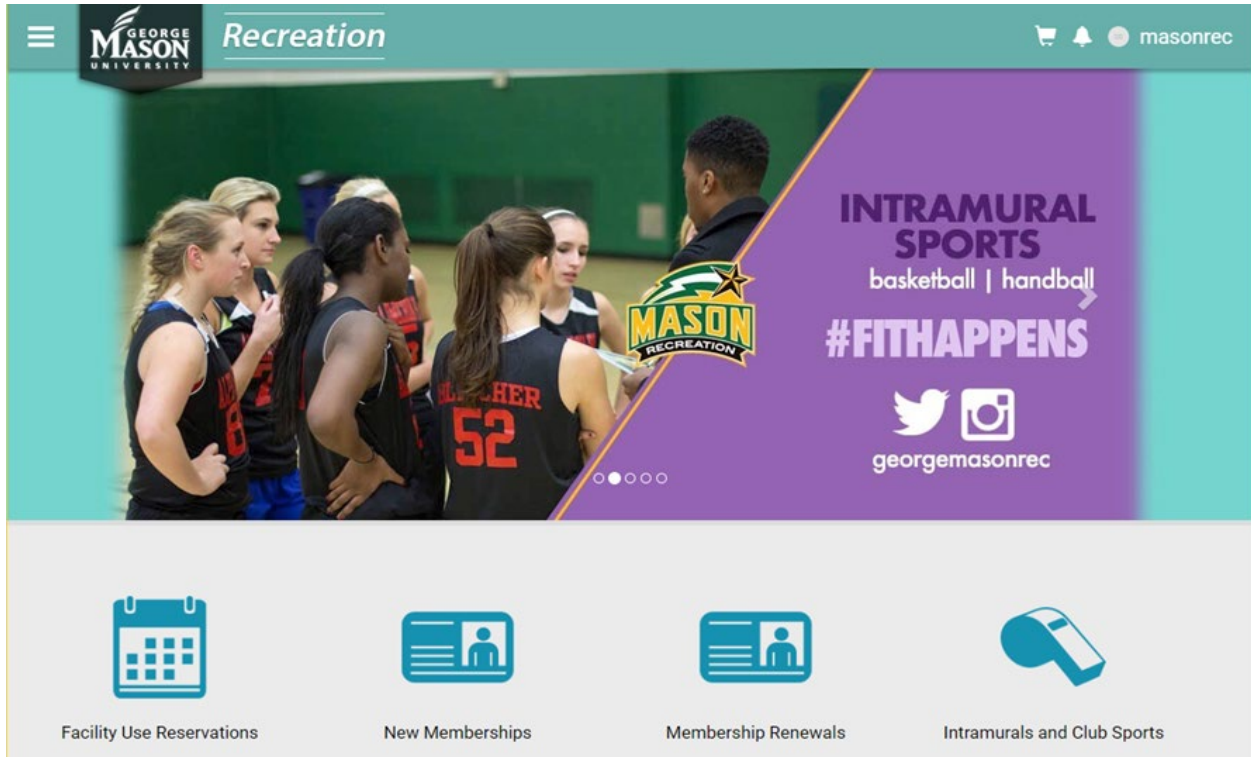 GEORGE
MASON
UNIVERSITY
Recreation
masonrec
INTRAMURAL
SPORTS
basketball | handball
#FITHAPPENS
georgemasonrec
MASON
RECREATION
8
52
Facility Use Reservations
New Memberships
Membership Renewals
Intramurals and Club Sports